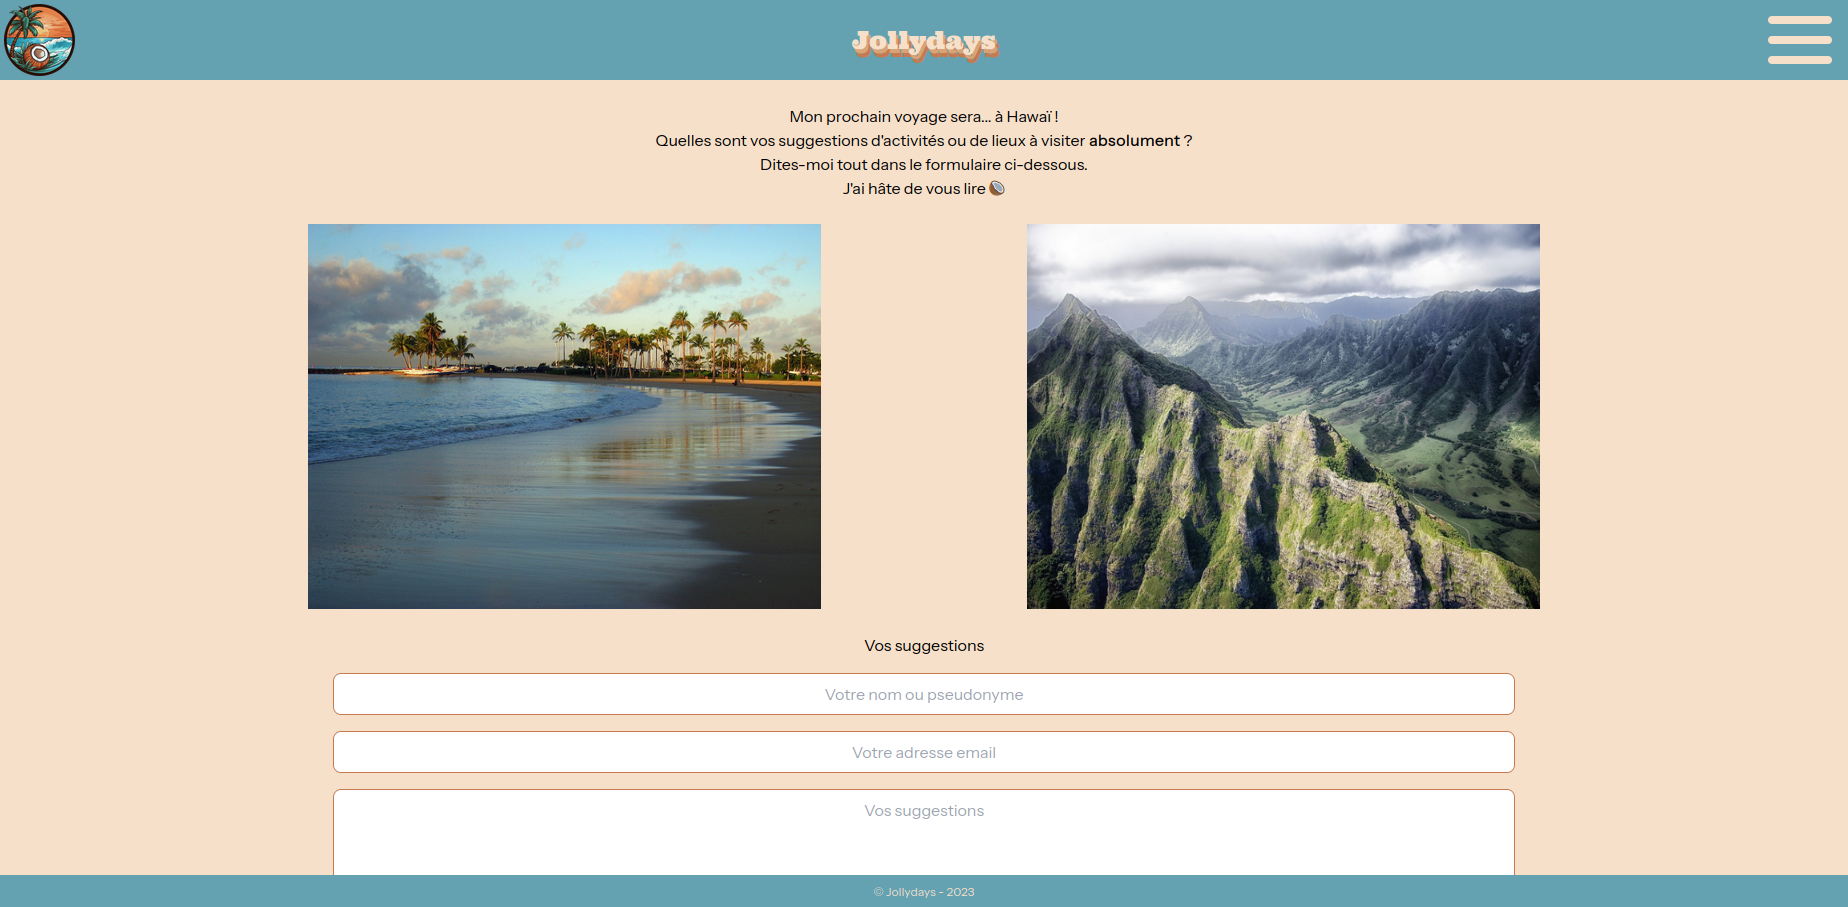 Jollydays
Mon prochain voyage sera... à Hawaï !
Quelles sont vos suggestions d'activités ou de lieux à visiter absolument ?
Dites-moi tout dans le formulaire ci-dessous.
J'ai hâte de vous lire 🥥
Vos suggestions
Votre nom ou pseudonyme
Votre adresse email
Vos suggestions
© Jollydays - 2023